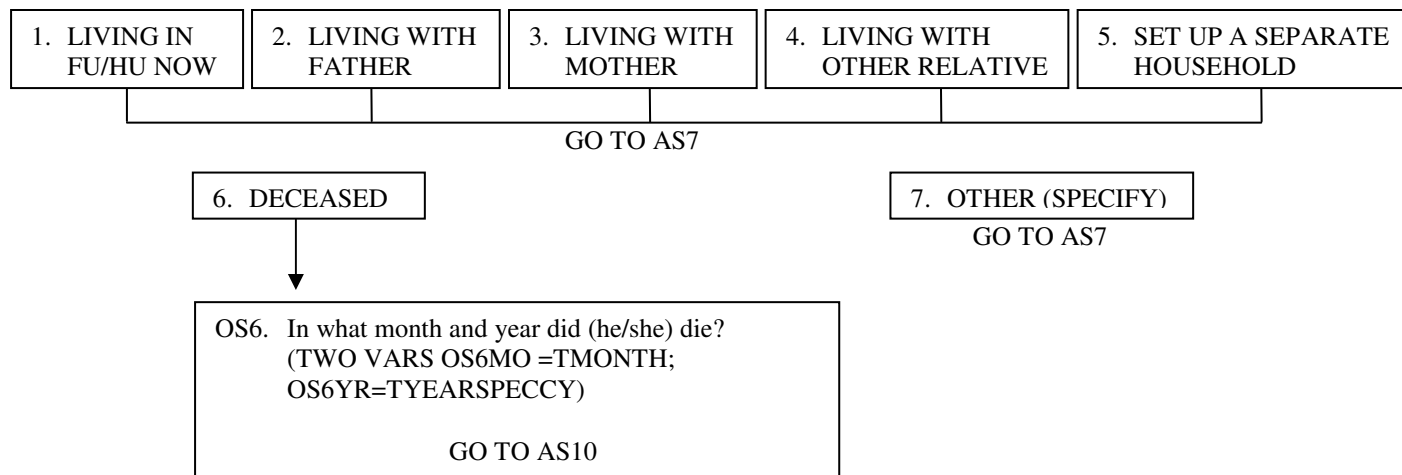 1. LIVING IN FU/HU NOW
2. LIVING WITH FATHER
3. LIVING WITH MOTHER
4. LIVING WITH OTHER RELATIVE
5. SET UP A SEPARATE HOUSEHOLD
GO TO AS7
6. DECEASED
7. OTHER (SPECIFY)
GO TO AS7
OS6. In what month and year did (he/she) die?
(TWO VARS OS6MO =TMONTH;
OS6YR=TYEARSPECCY)
GO TO AS10